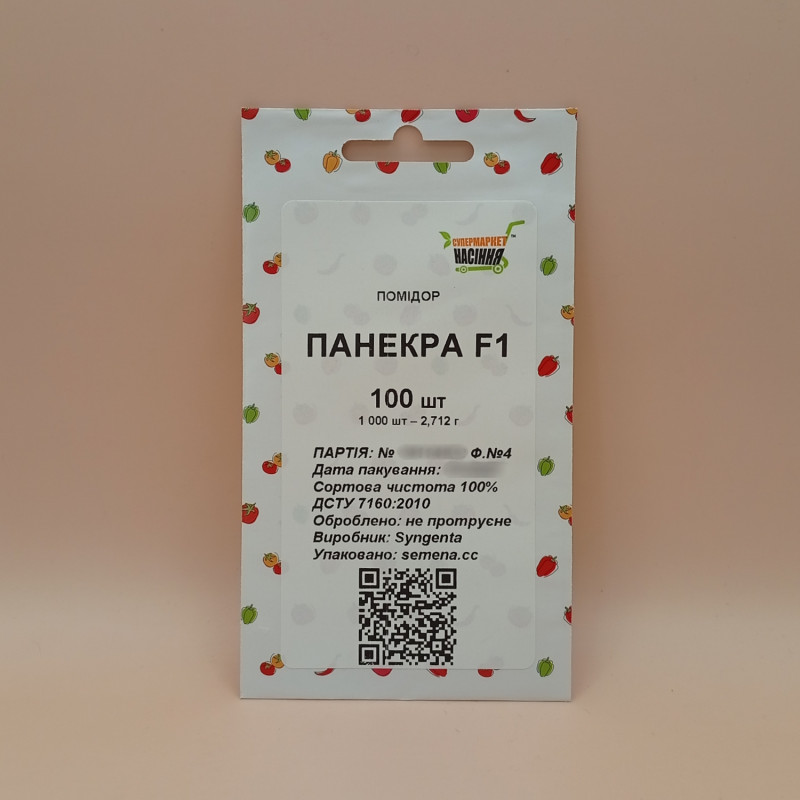 СУПЕРМАРКЕТ™
НАСІННЯ
ПОМІДОР
ПАНЕКРА F1
100 шт
1 000 шт – 2,712 г
ПАРТІЯ: № Ф.№4
Дата пакування:
Сортова чистота 100%
ДСТУ 7160:2010
Оброблено: не протруєне
Виробник: Syngenta
Упаковано: semena.cc